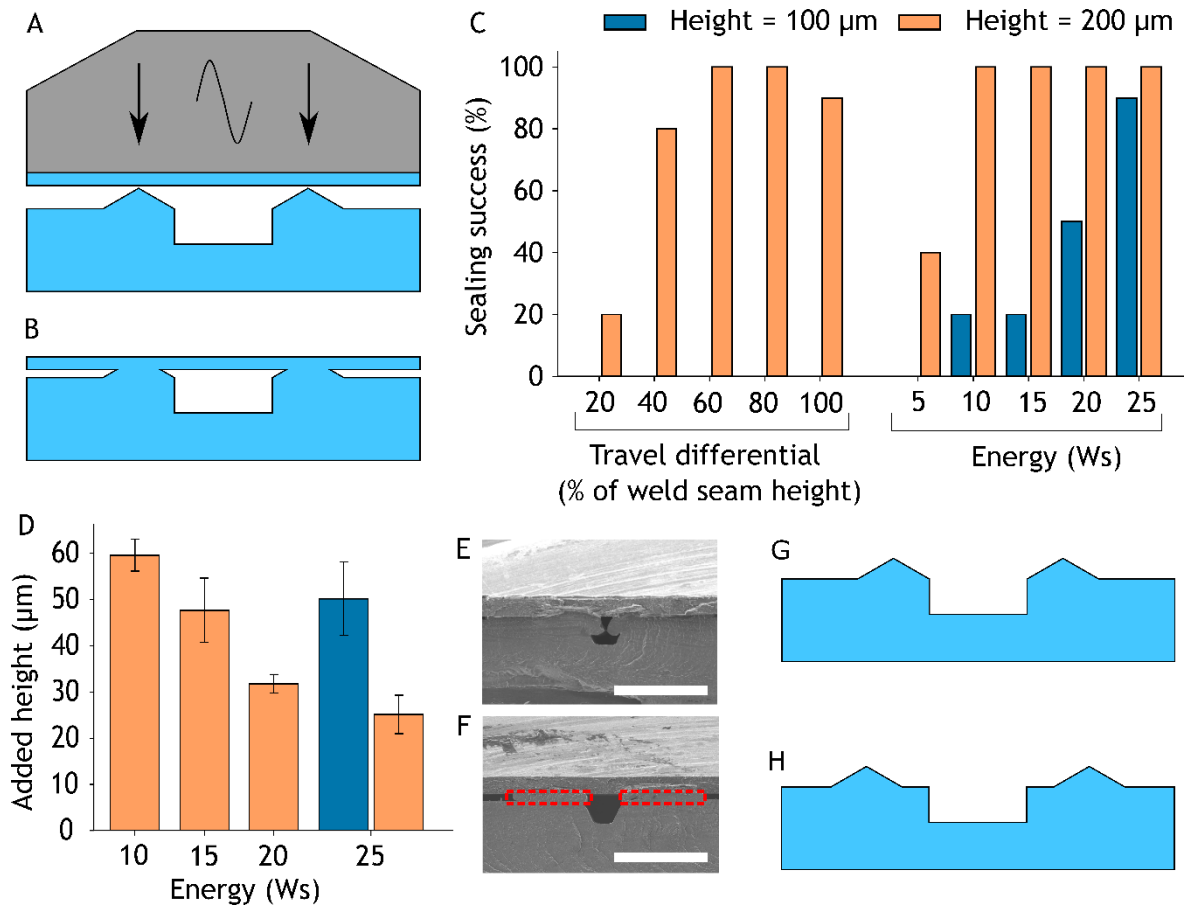 A
B
C
Height = 100 µm
Height = 200 µm
Sealing success (%)
100
80
60
40
20
0
20 40 60 80 100
5 10 15 20 25
Travel differential
(% of weld seam height)
Energy (Ws)
D
Added height (µm)
60
50
40
30
20
10
0
10 15 20 25
Energy (Ws)
E
F
G
H